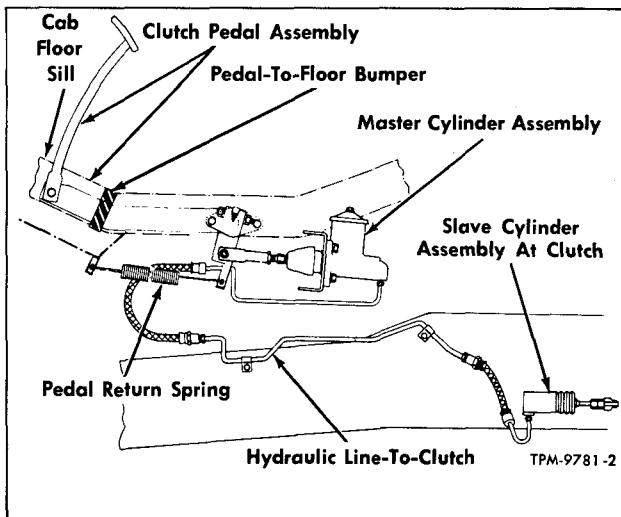 Cab
Floor
Sill
Clutch Pedal Assembly
Pedal-To-Floor Bumper
Master Cylinder Assembly
Slave Cylinder
Assembly At Clutch
Pedal Return Spring
Hydraulic Line-To-Clutch
TPM-9781-2